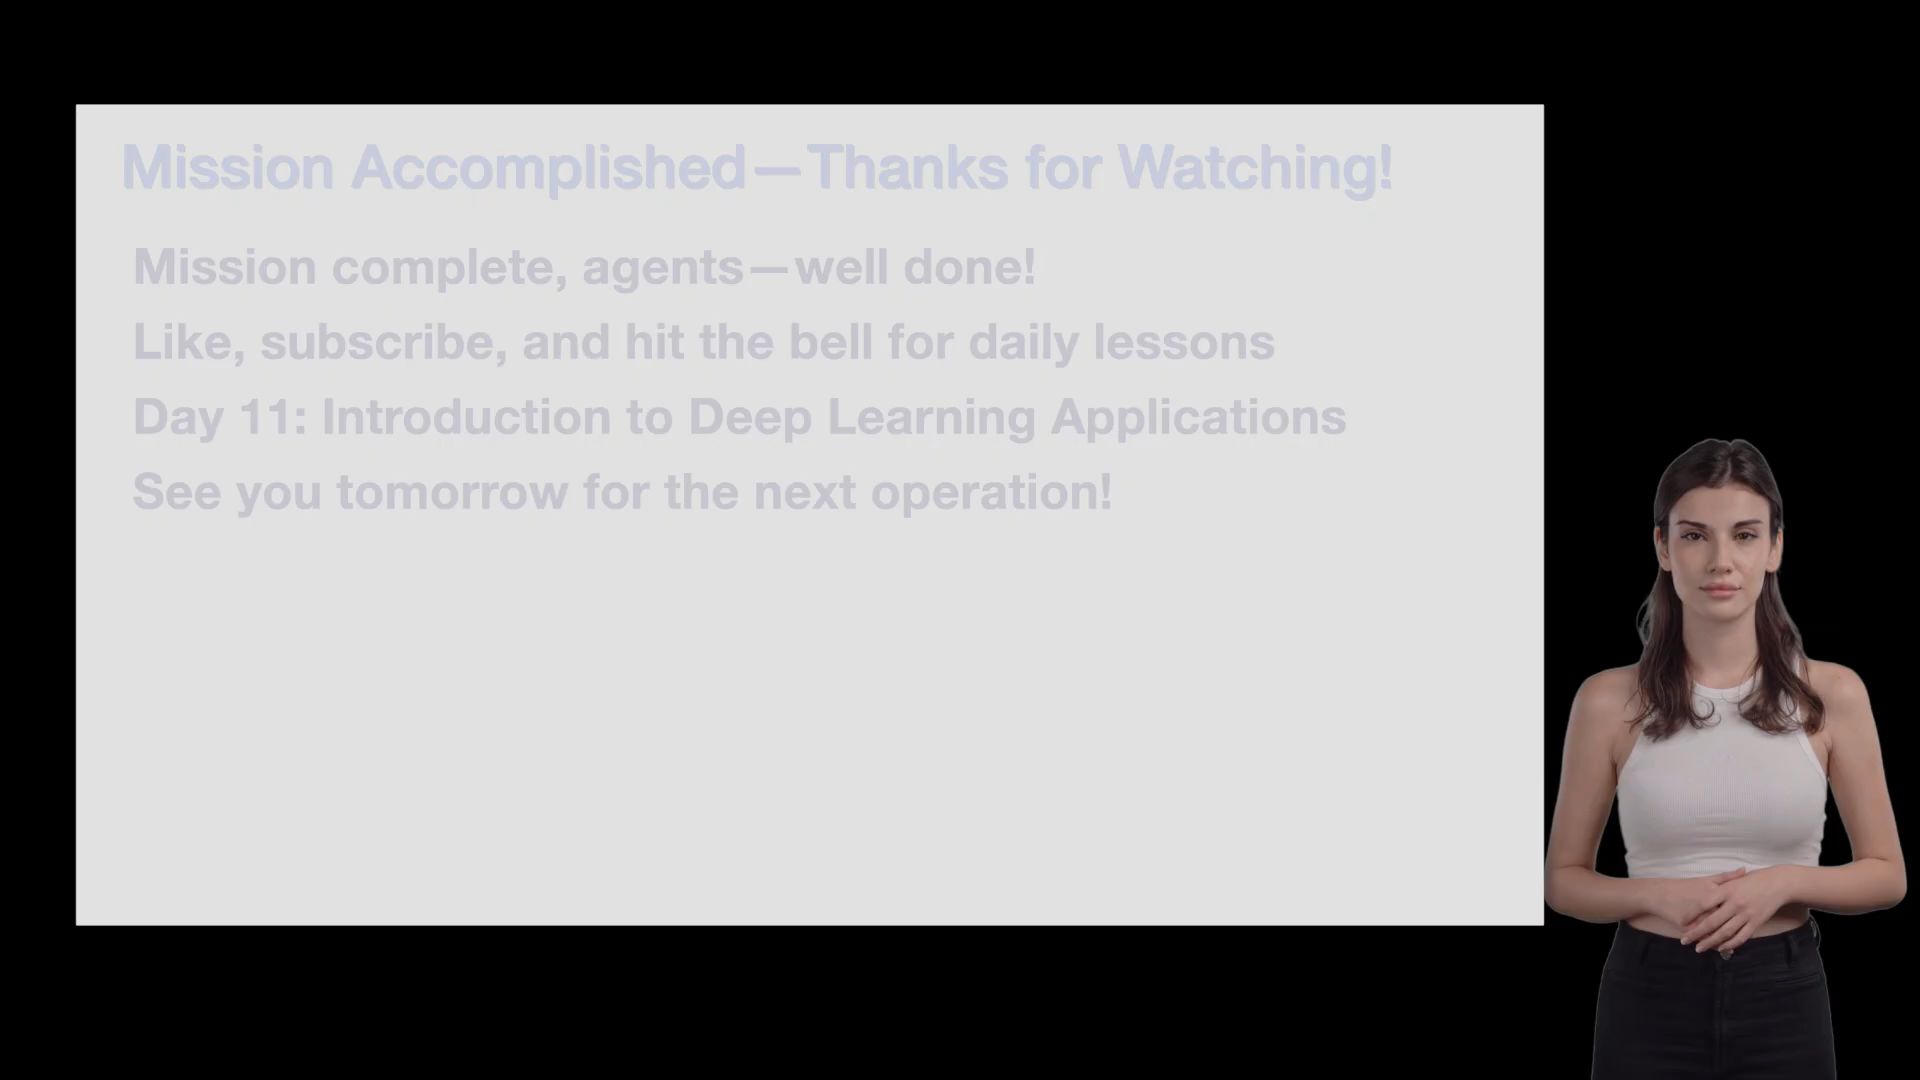 Mission Accomplished—Thanks for Watching!
Mission complete, agents—well done!
Like, subscribe, and hit the bell for daily lessons
Day 11: Introduction to Deep Learning Applications
See you tomorrow for the next operation!